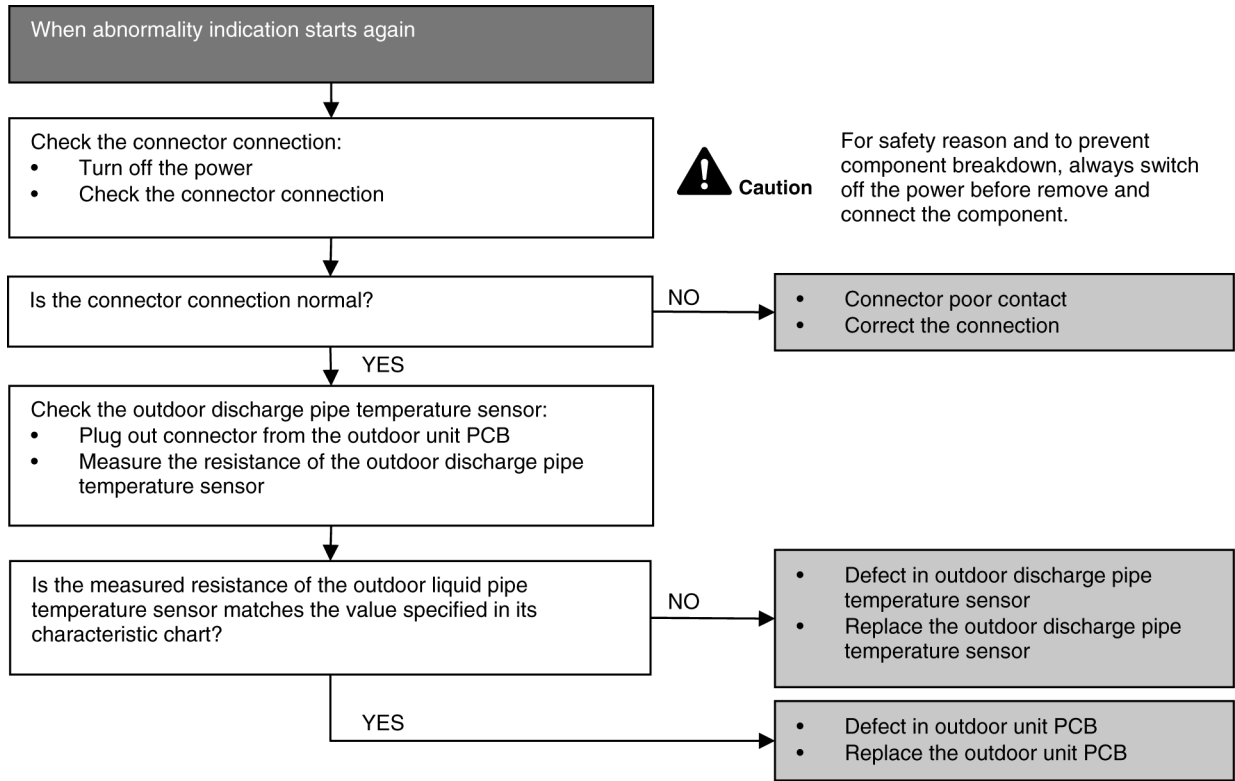 When abnormality indication starts again
Check the connector connection:
• Turn off the power
• Check the connector connection
Caution
For safety reason and to prevent
component breakdown, always switch
off the power before remove and
connect the component.
Is the connector connection normal?
NO
• Connector poor contact
• Correct the connection
YES
Check the outdoor discharge pipe temperature sensor:
• Plug out connector from the outdoor unit PCB
• Measure the resistance of the outdoor discharge pipe
temperature sensor
Is the measured resistance of the outdoor liquid pipe
temperature sensor matches the value specified in its
characteristic chart?
NO
• Defect in outdoor discharge pipe
temperature sensor
• Replace the outdoor discharge pipe
temperature sensor
YES
• Defect in outdoor unit PCB
• Replace the outdoor unit PCB